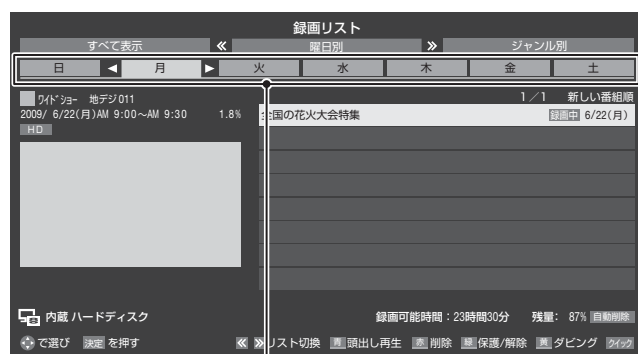 録画リスト
すべて表示 ≪ 曜日別 ≫ ジャンル別
日 ◀ 月 ▶ 火 水 木 金 土
ワイドショー 地デジ011
1／1 新しい番組順
2009/ 6/22(月)AM 9:00～AM 9:30 1.8%
HD
全国の花火大会特集 録画中 6/22(月)
内蔵 ハードディスク
録画可能時間：23時間30分 残量： 87% 自動削除
で選び 決定 を押す ≪ ≫ リスト切換 青 頭出し再生 赤 削除 緑 保護/解除 黄 ダビング クイック